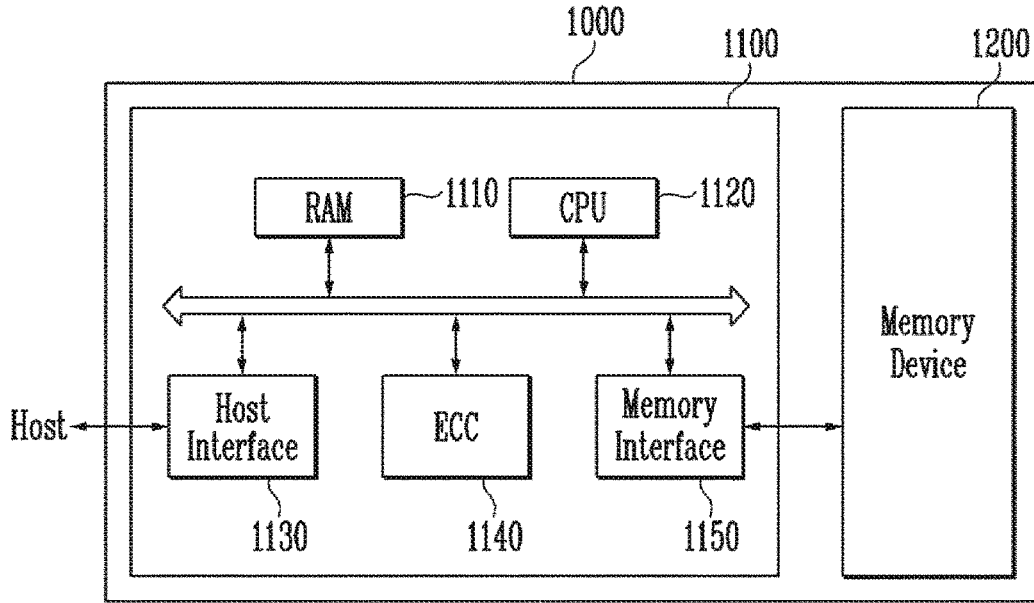 1000
1100
1200
RAM
1110
CPU
1120
Memory
Device
Host
Host
Interface
ECC
Memory
Interface
1130
1140
1150